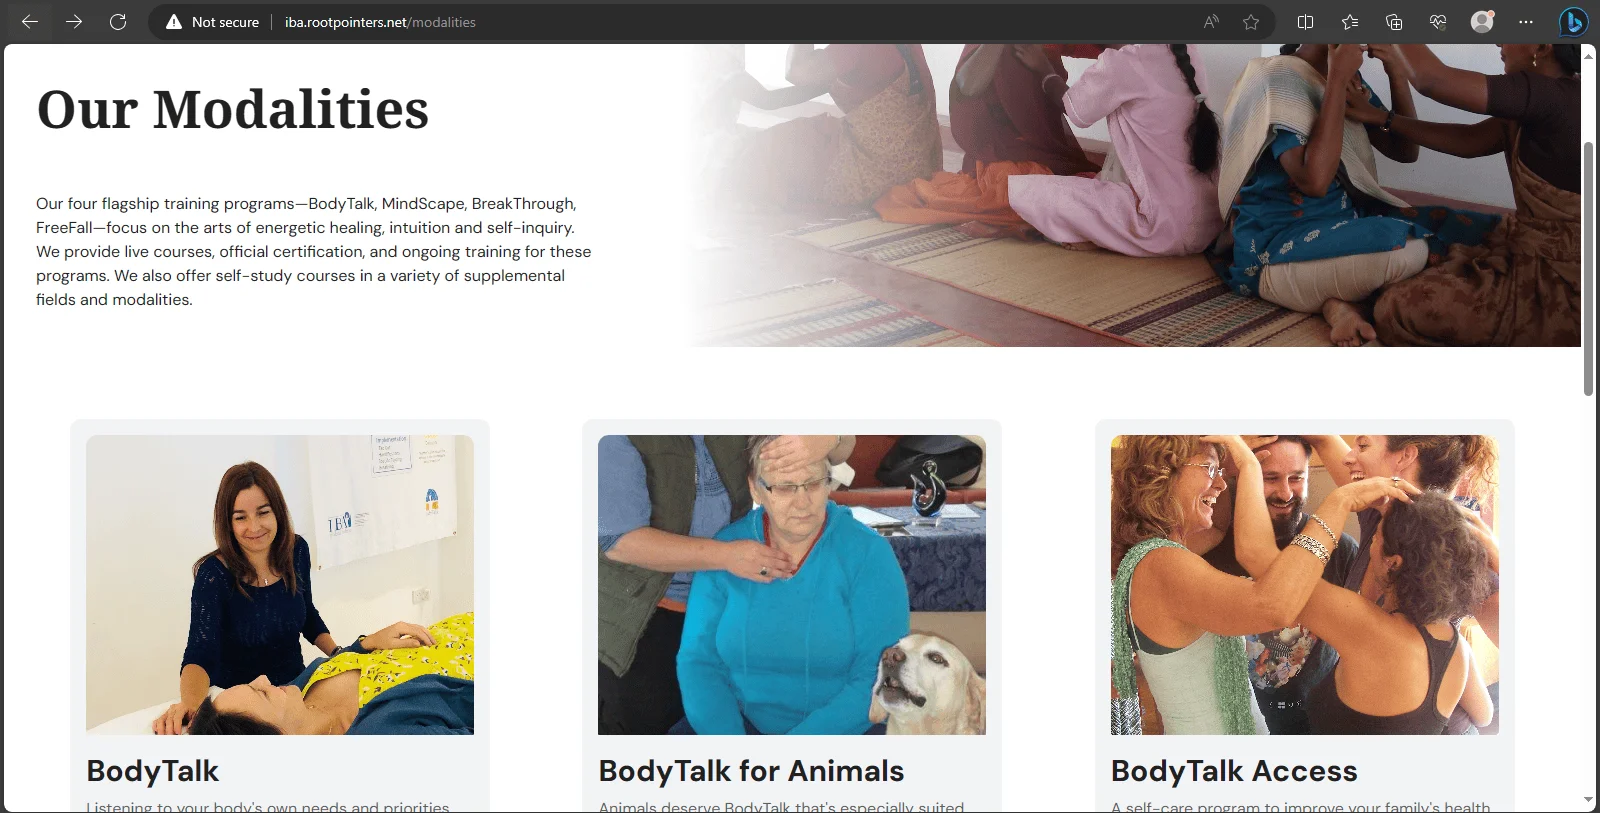 Not secure
iba.rootpointers.net/modalities
Our Modalities
Our four flagship training programs—BodyTalk, MindScape, BreakThrough,
FreeFall—focus on the arts of energetic healing, intuition and self-inquiry.
We provide live courses, official certification, and ongoing training for these
programs. We also offer self-study courses in a variety of supplemental
fields and modalities.
Implementation
IBA
BodyTalk
Listening to your body's own needs and priorities
BodyTalk for Animals
Animals deserve BodyTalk that's especially suited
BodyTalk Access
A self-care program to improve your family's health